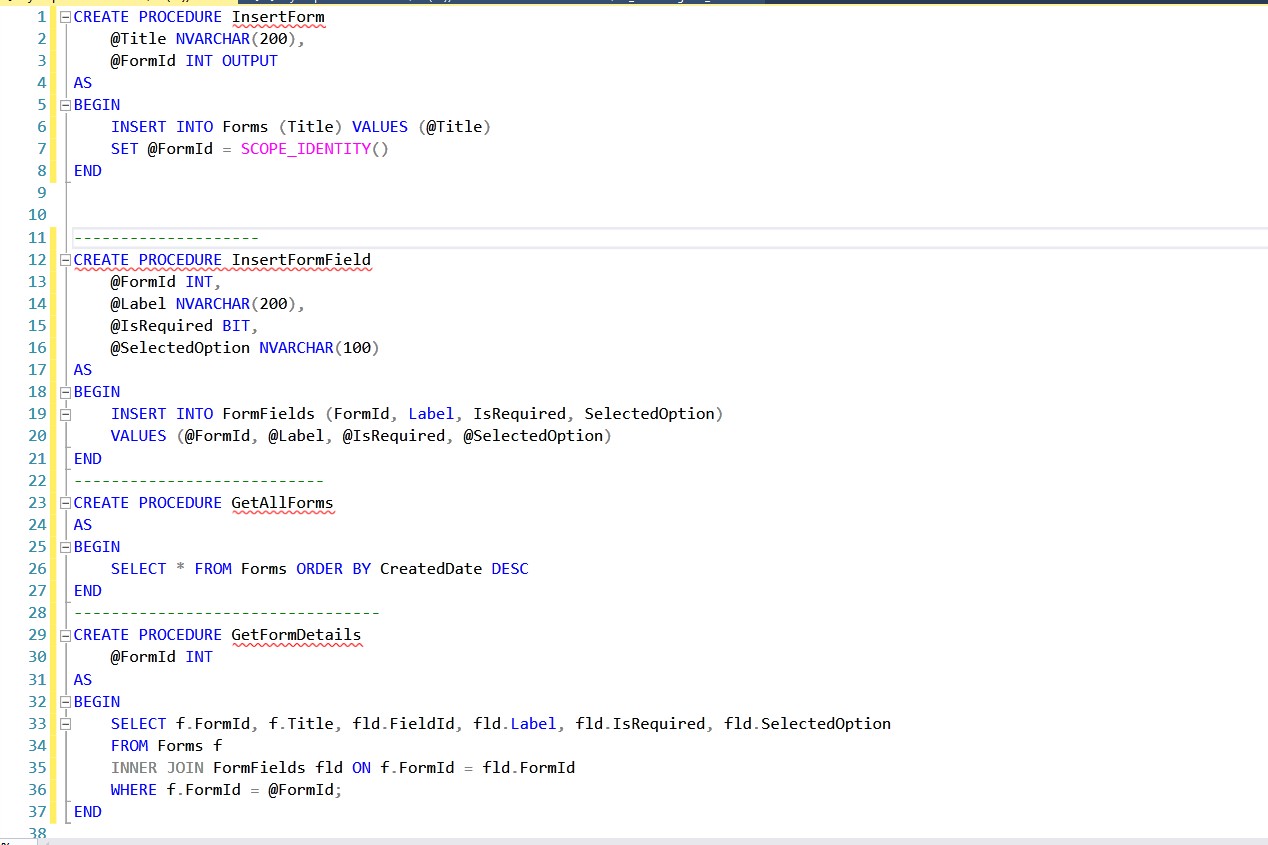 1 CREATE PROCEDURE InsertForm
2     @Title NVARCHAR(200),
3     @FormId INT OUTPUT
4 AS
5 BEGIN
6     INSERT INTO Forms (Title) VALUES (@Title)
7     SET @FormId = SCOPE_IDENTITY()
8 END
9
10
11 --------------------
12 CREATE PROCEDURE InsertFormField
13     @FormId INT,
14     @Label NVARCHAR(200),
15     @IsRequired BIT,
16     @SelectedOption NVARCHAR(100)
17 AS
18 BEGIN
19     INSERT INTO FormFields (FormId, Label, IsRequired, SelectedOption)
20     VALUES (@FormId, @Label, @IsRequired, @SelectedOption)
21 END
22 ---------------------------
23 CREATE PROCEDURE GetAllForms
24 AS
25 BEGIN
26     SELECT * FROM Forms ORDER BY CreatedDate DESC
27 END
28 ---------------------------------
29 CREATE PROCEDURE GetFormDetails
30     @FormId INT
31 AS
32 BEGIN
33     SELECT f.FormId, f.Title, fld.FieldId, fld.Label, fld.IsRequired, fld.SelectedOption
34     FROM Forms f
35     INNER JOIN FormFields fld ON f.FormId = fld.FormId
36     WHERE f.FormId = @FormId;
37 END
38